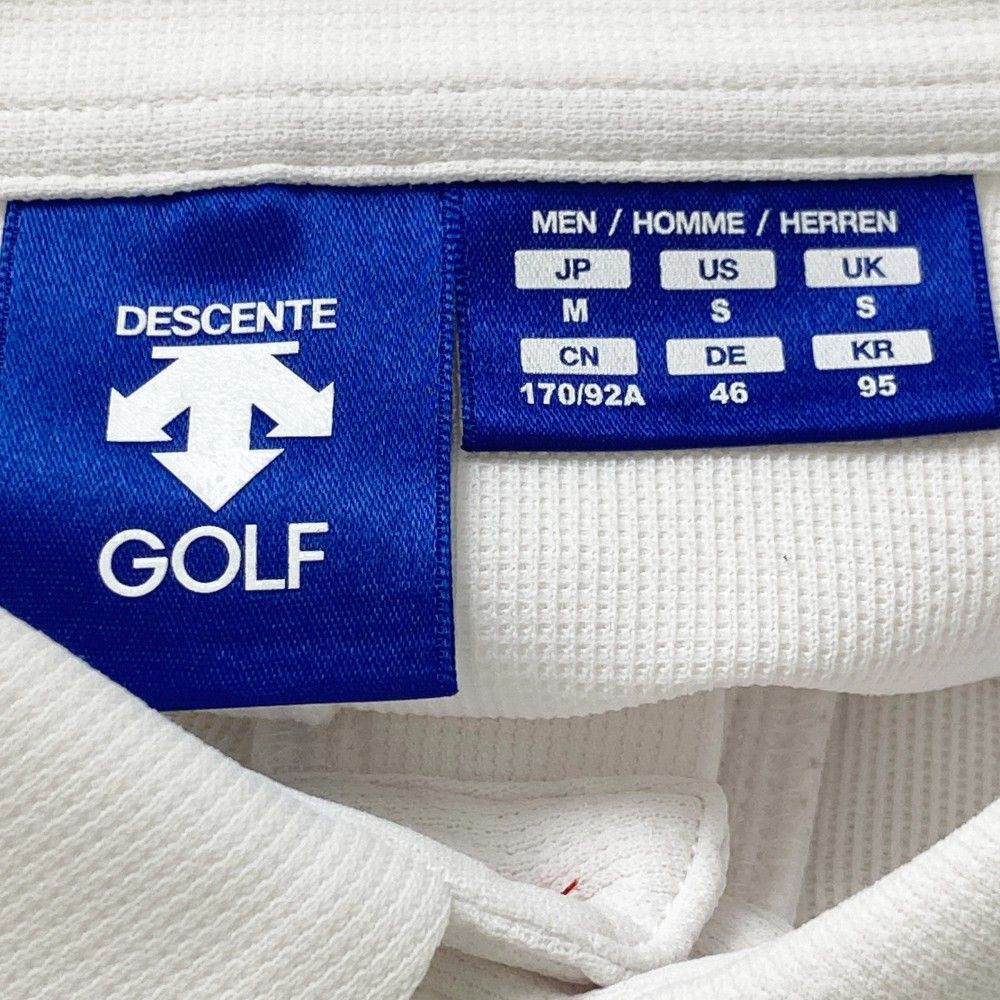 DESCENTE
GOLF
MEN / HOMME / HERREN
JP US UK
M S S
CN DE KR
170/92A 46 95